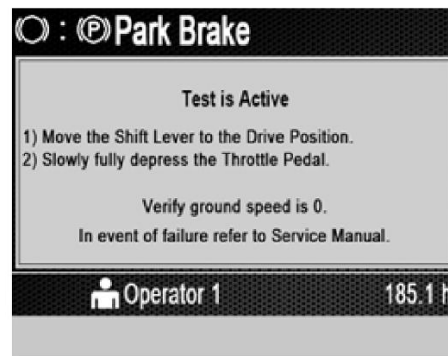 (O) : (P) Park Brake
Test is Active
1) Move the Shift Lever to the Drive Position.
2) Slowly fully depress the Throttle Pedal.
Verify ground speed is 0.
In event of failure refer to Service Manual.
Operator 1 185.1 h